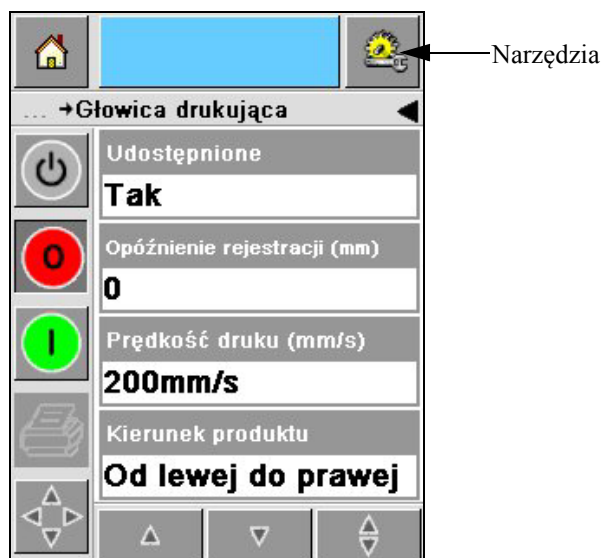 Narzędzia
... →Głowica drukująca
Udostępnione
Tak
Opóźnienie rejestracji (mm)
0
O
Prędkość druku (mm/s)
I
200mm/s
Kierunek produktu
Od lewej do prawej